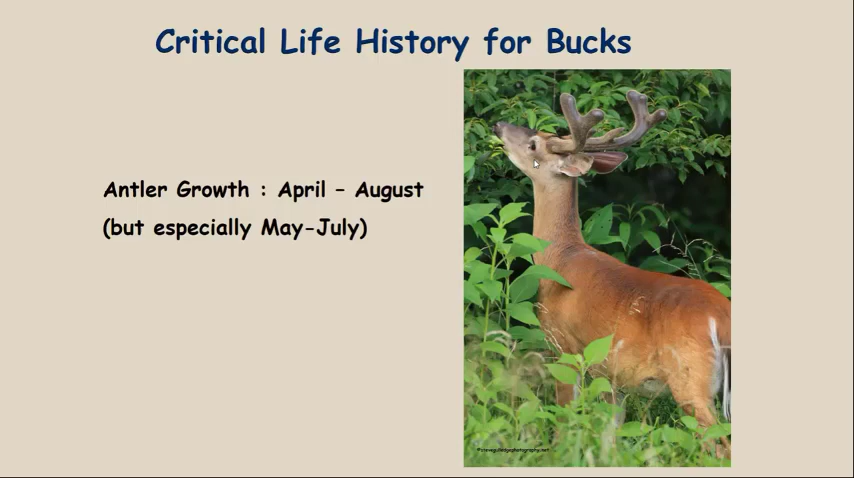 Critical Life History for Bucks
Antler Growth : April – August
(but especially May-July)